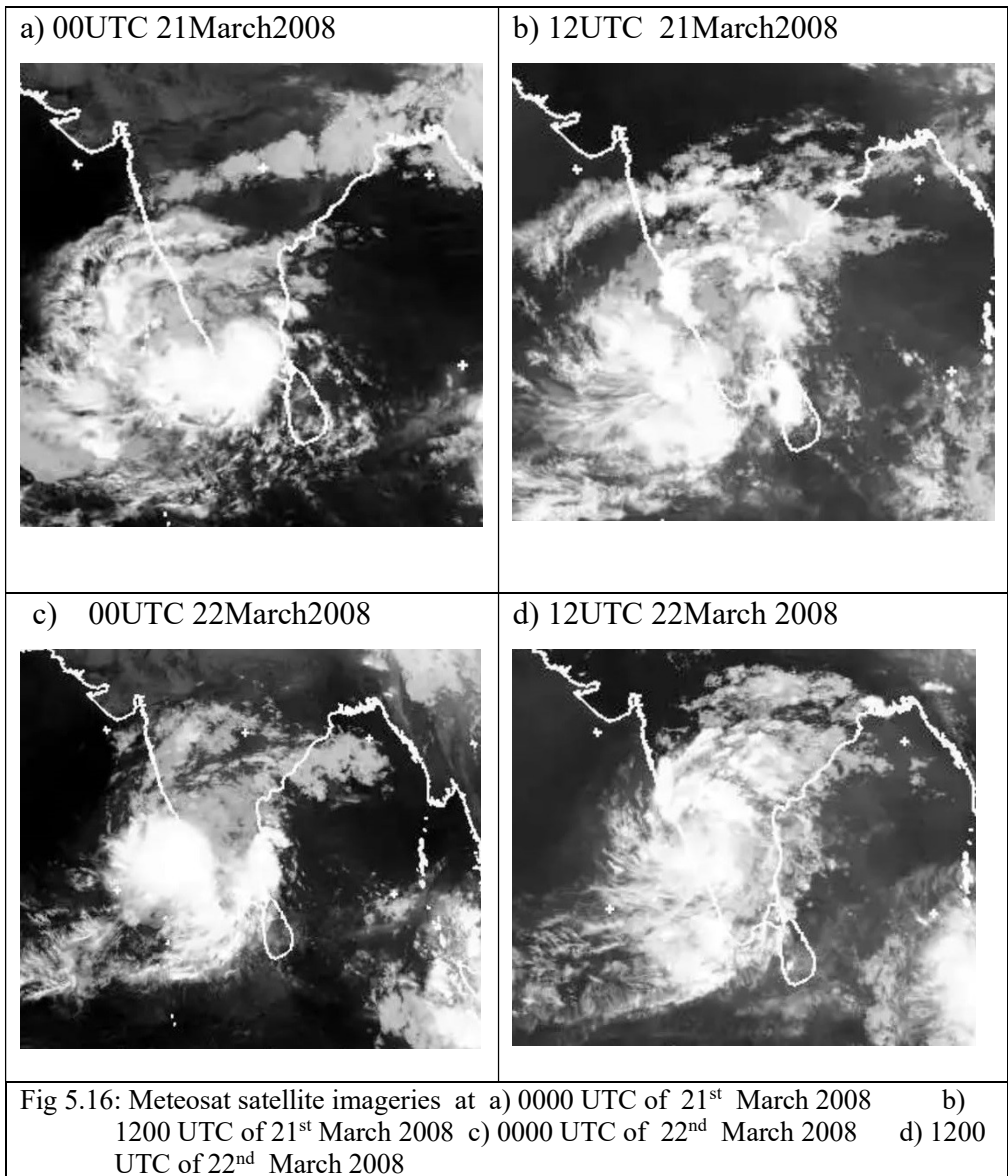 a) 00UTC 21March2008
b) 12UTC 21March2008
c) 00UTC 22March2008
d) 12UTC 22March 2008
Fig 5.16: Meteosat satellite imageries at a) 0000 UTC of 21st March 2008 b)
1200 UTC of 21st March 2008 c) 0000 UTC of 22nd March 2008 d) 1200
UTC of 22nd March 2008